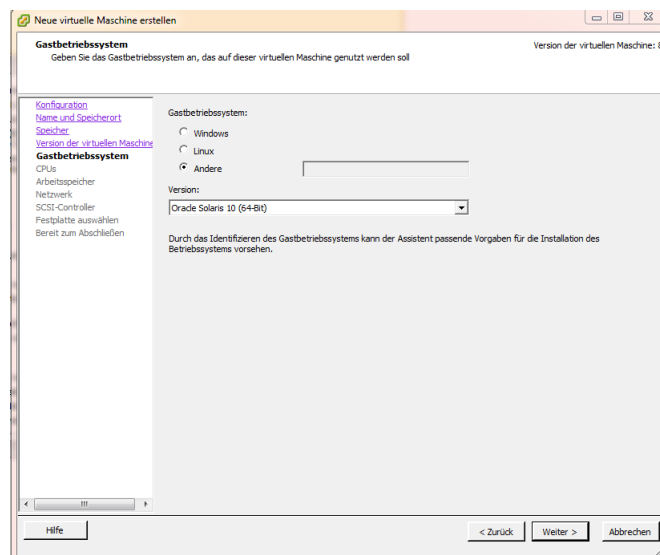 Neue virtuelle Maschine erstellen
Gastbetriebssystem
Geben Sie das Gastbetriebssystem an, das auf dieser virtuellen Maschine genutzt werden soll
Version der virtuellen Maschine: 8
Konfiguration
Name und Speicherort
Speicher
Version der virtuellen Maschine
Gastbetriebssystem
CPUs
Arbeitsspeicher
Netzwerk
SCSI-Controller
Festplatte auswählen
Bereit zum Abschließen
Gastbetriebssystem:
Windows
Linux
Andere
Version:
Oracle Solaris 10 (64-Bit)
Durch das Identifizieren des Gastbetriebssystems kann der Assistent passende Vorgaben für die Installation des
Betriebssystems vorsehen.
Hilfe
< Zurück
Weiter >
Abbrechen